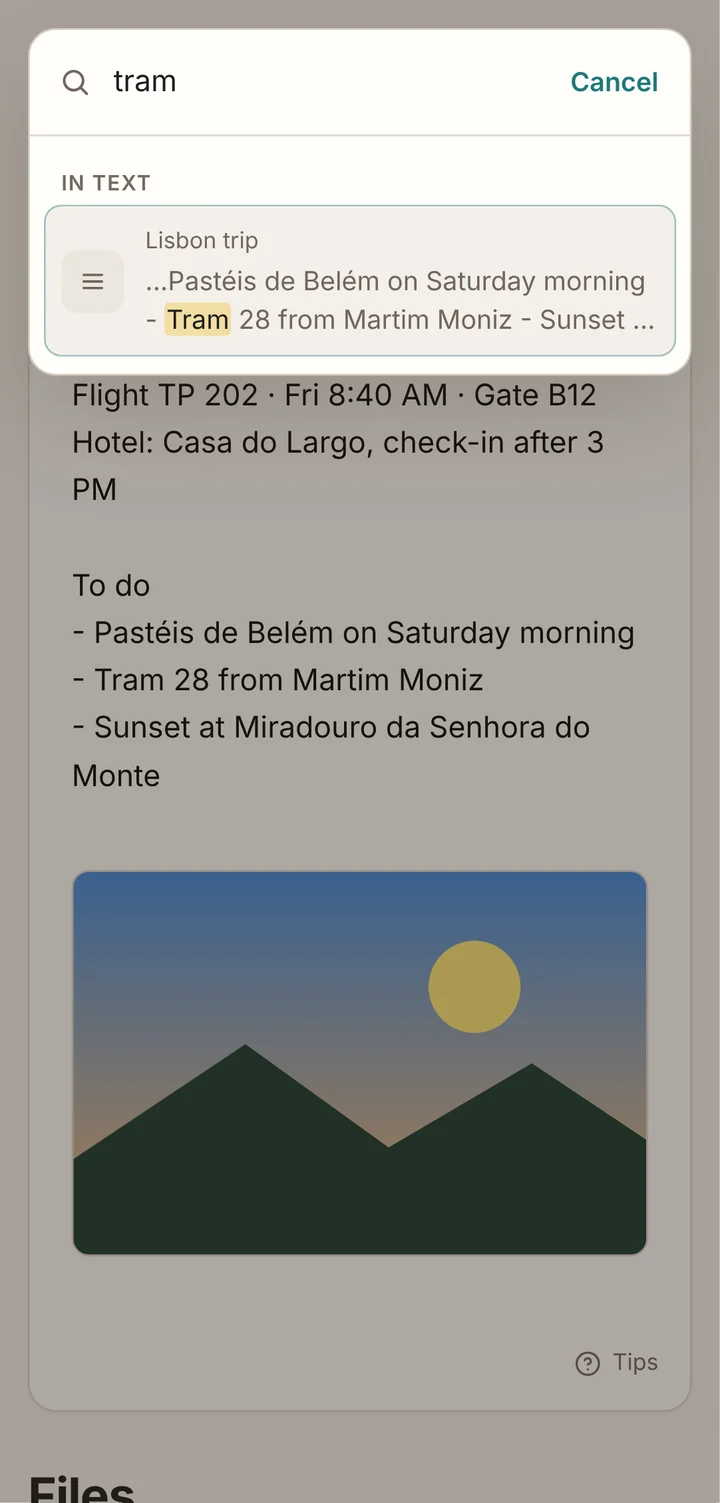 tram
Cancel
IN TEXT
Lisbon trip
...Pastéis de Belém on Saturday morning
- Tram 28 from Martim Moniz - Sunset ...
Flight TP 202 · Fri 8:40 AM · Gate B12
Hotel: Casa do Largo, check-in after 3
PM
To do
- Pastéis de Belém on Saturday morning
- Tram 28 from Martim Moniz
- Sunset at Miradouro da Senhora do
Monte
Tips
Files